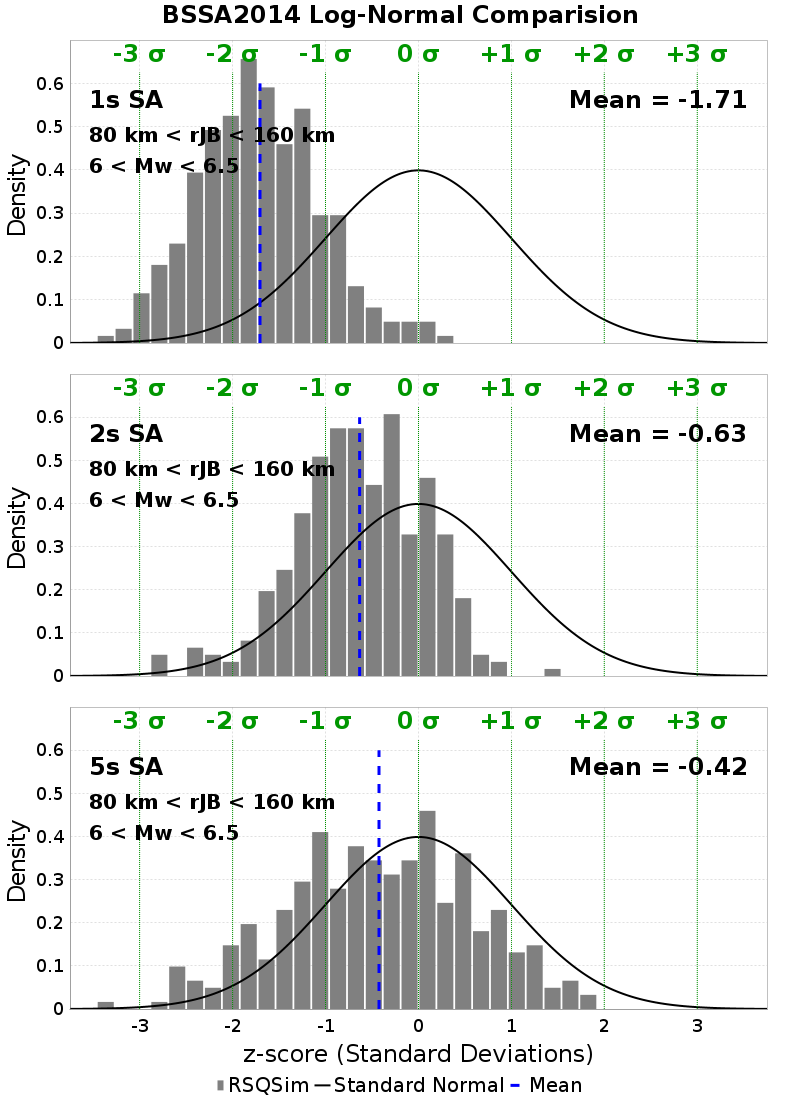 BSSA2014 Log-Normal Comparision
-3 σ -2 σ -1 σ 0 σ +1 σ +2 σ +3 σ
0.6
1s SA Mean = -1.71
0.5
80 km < rJB < 160 km
6 < Mw < 6.5
0.4
0.3
0.2
0.1
0
Density
-3 σ -2 σ -1 σ 0 σ +1 σ +2 σ +3 σ
0.6
2s SA Mean = -0.63
0.5
80 km < rJB < 160 km
6 < Mw < 6.5
0.4
0.3
0.2
0.1
0
Density
-3 σ -2 σ -1 σ 0 σ +1 σ +2 σ +3 σ
0.6
5s SA Mean = -0.42
0.5
80 km < rJB < 160 km
6 < Mw < 6.5
0.4
0.3
0.2
0.1
0
Density
-3 -2 -1 0 1 2 3
z-score (Standard Deviations)
RSQSim Standard Normal Mean